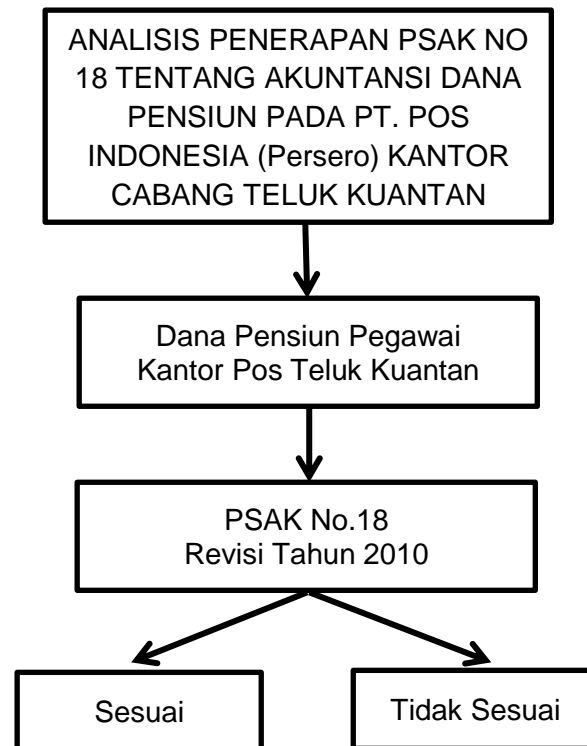 ANALISIS PENERAPAN PSAK NO
18 TENTANG AKUNTANSI DANA
PENSIUN PADA PT. POS
INDONESIA (Persero) KANTOR
CABANG TELUK KUANTAN
Dana Pensiun Pegawai
Kantor Pos Teluk Kuantan
PSAK No.18
Revisi Tahun 2010
Sesuai
Tidak Sesuai